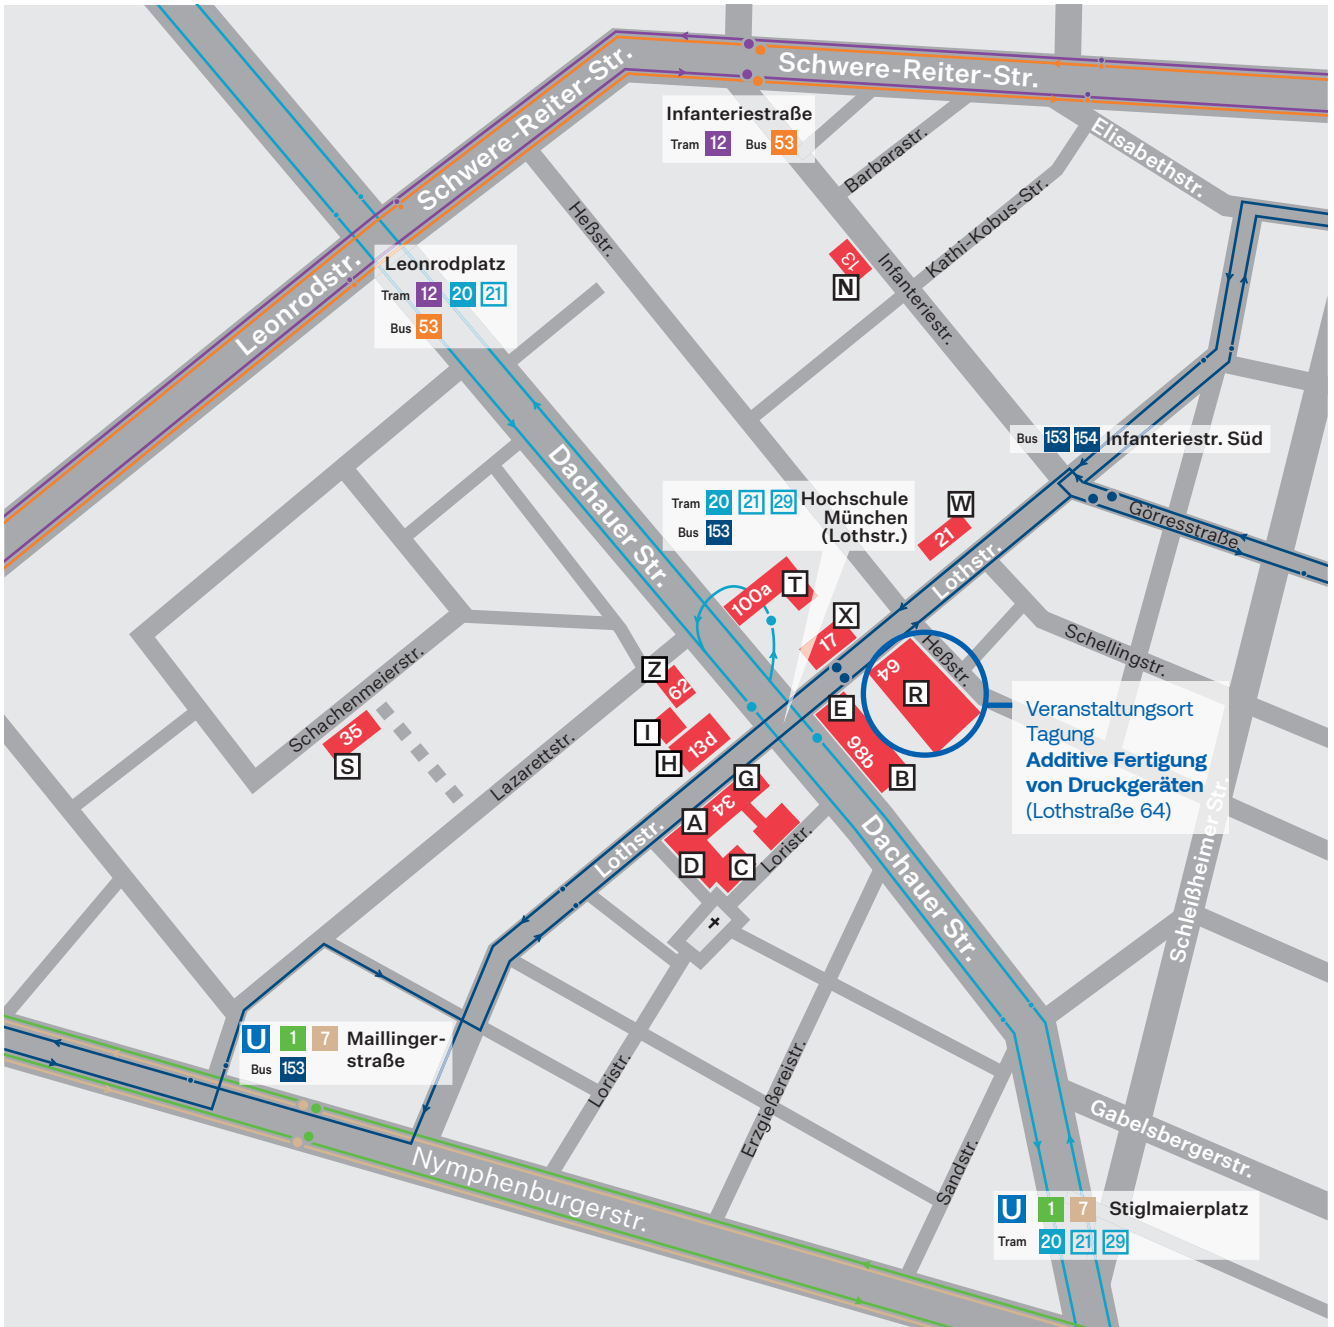 Schwere-Reiter-Str.
Schwere-Reiter-Str.
Infanteriestraße
Tram 12 Bus 53
Elisabethstr.
Barbarastr.
Kathi-Kobus-Str.
Heßstr.
Infanteriestr.
13
N
Leonrodstr.
Leonrodplatz
Tram 12 20 21
Bus 53
Bus 153 154 Infanteriestr. Süd
Dachauer Str.
Tram 20 21 29 Hochschule
Bus 153 München
(Lothstr.)
W
21
Görresstraße
Lothstr.
T
100a
X
17
Heßstr.
Schellingstr.
64
R
Z
62
E
I
H
13d
98b
B
Schachenmeierstr.
35
S
Lazarettstr.
G
34
A
D
C
Loristr.
Lothstr.
Veranstaltungsort
Tagung
Additive Fertigung
von Druckgeräten
(Lothstraße 64)
Schleißheimer Str.
Dachauer Str.
U 1 7 Maillinger-
straße
Bus 153
Loristr.
Erzgießereistr.
Sandstr.
Gabelsbergerstr.
Nymphenburgerstr.
U 1 7 Stiglmaierplatz
Tram 20 21 29